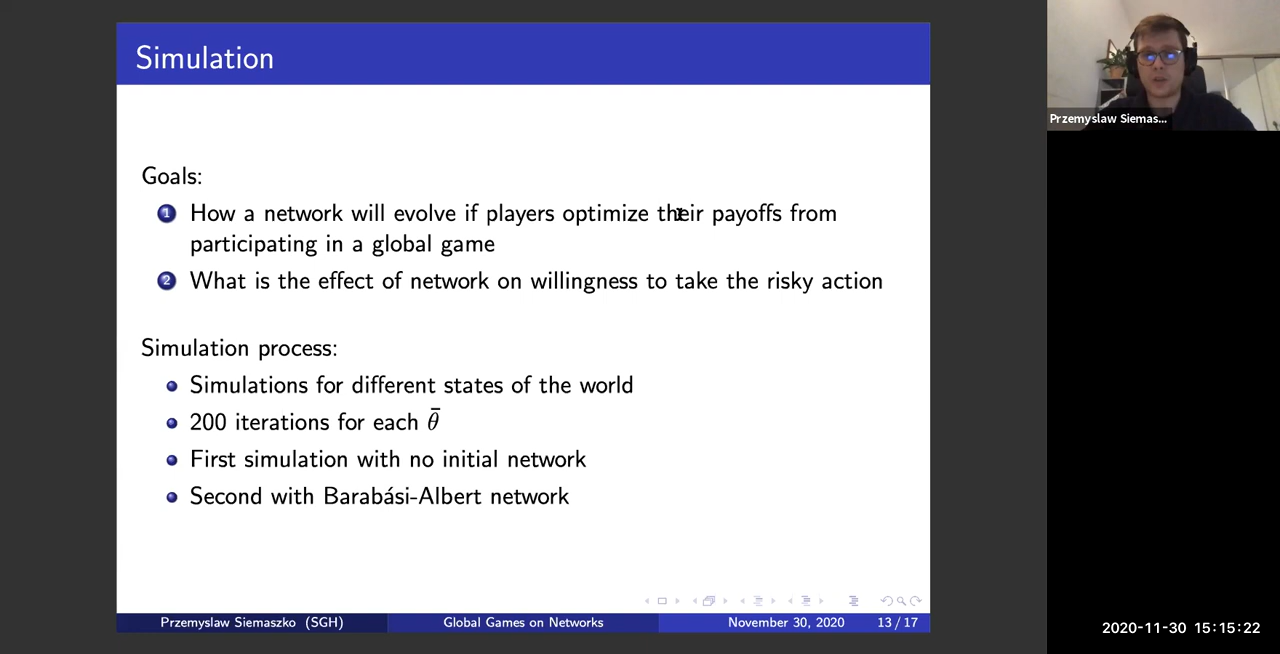 Simulation
Goals:
1 How a network will evolve if players optimize their payoffs from
participating in a global game
2 What is the effect of network on willingness to take the risky action
Simulation process:
Simulations for different states of the world
200 iterations for each θ̄
First simulation with no initial network
Second with Barabási-Albert network
Przemyslaw Siemaszko (SGH) Global Games on Networks November 30, 2020 13 / 17
Przemyslaw Siemas...
2020-11-30 15:15:22